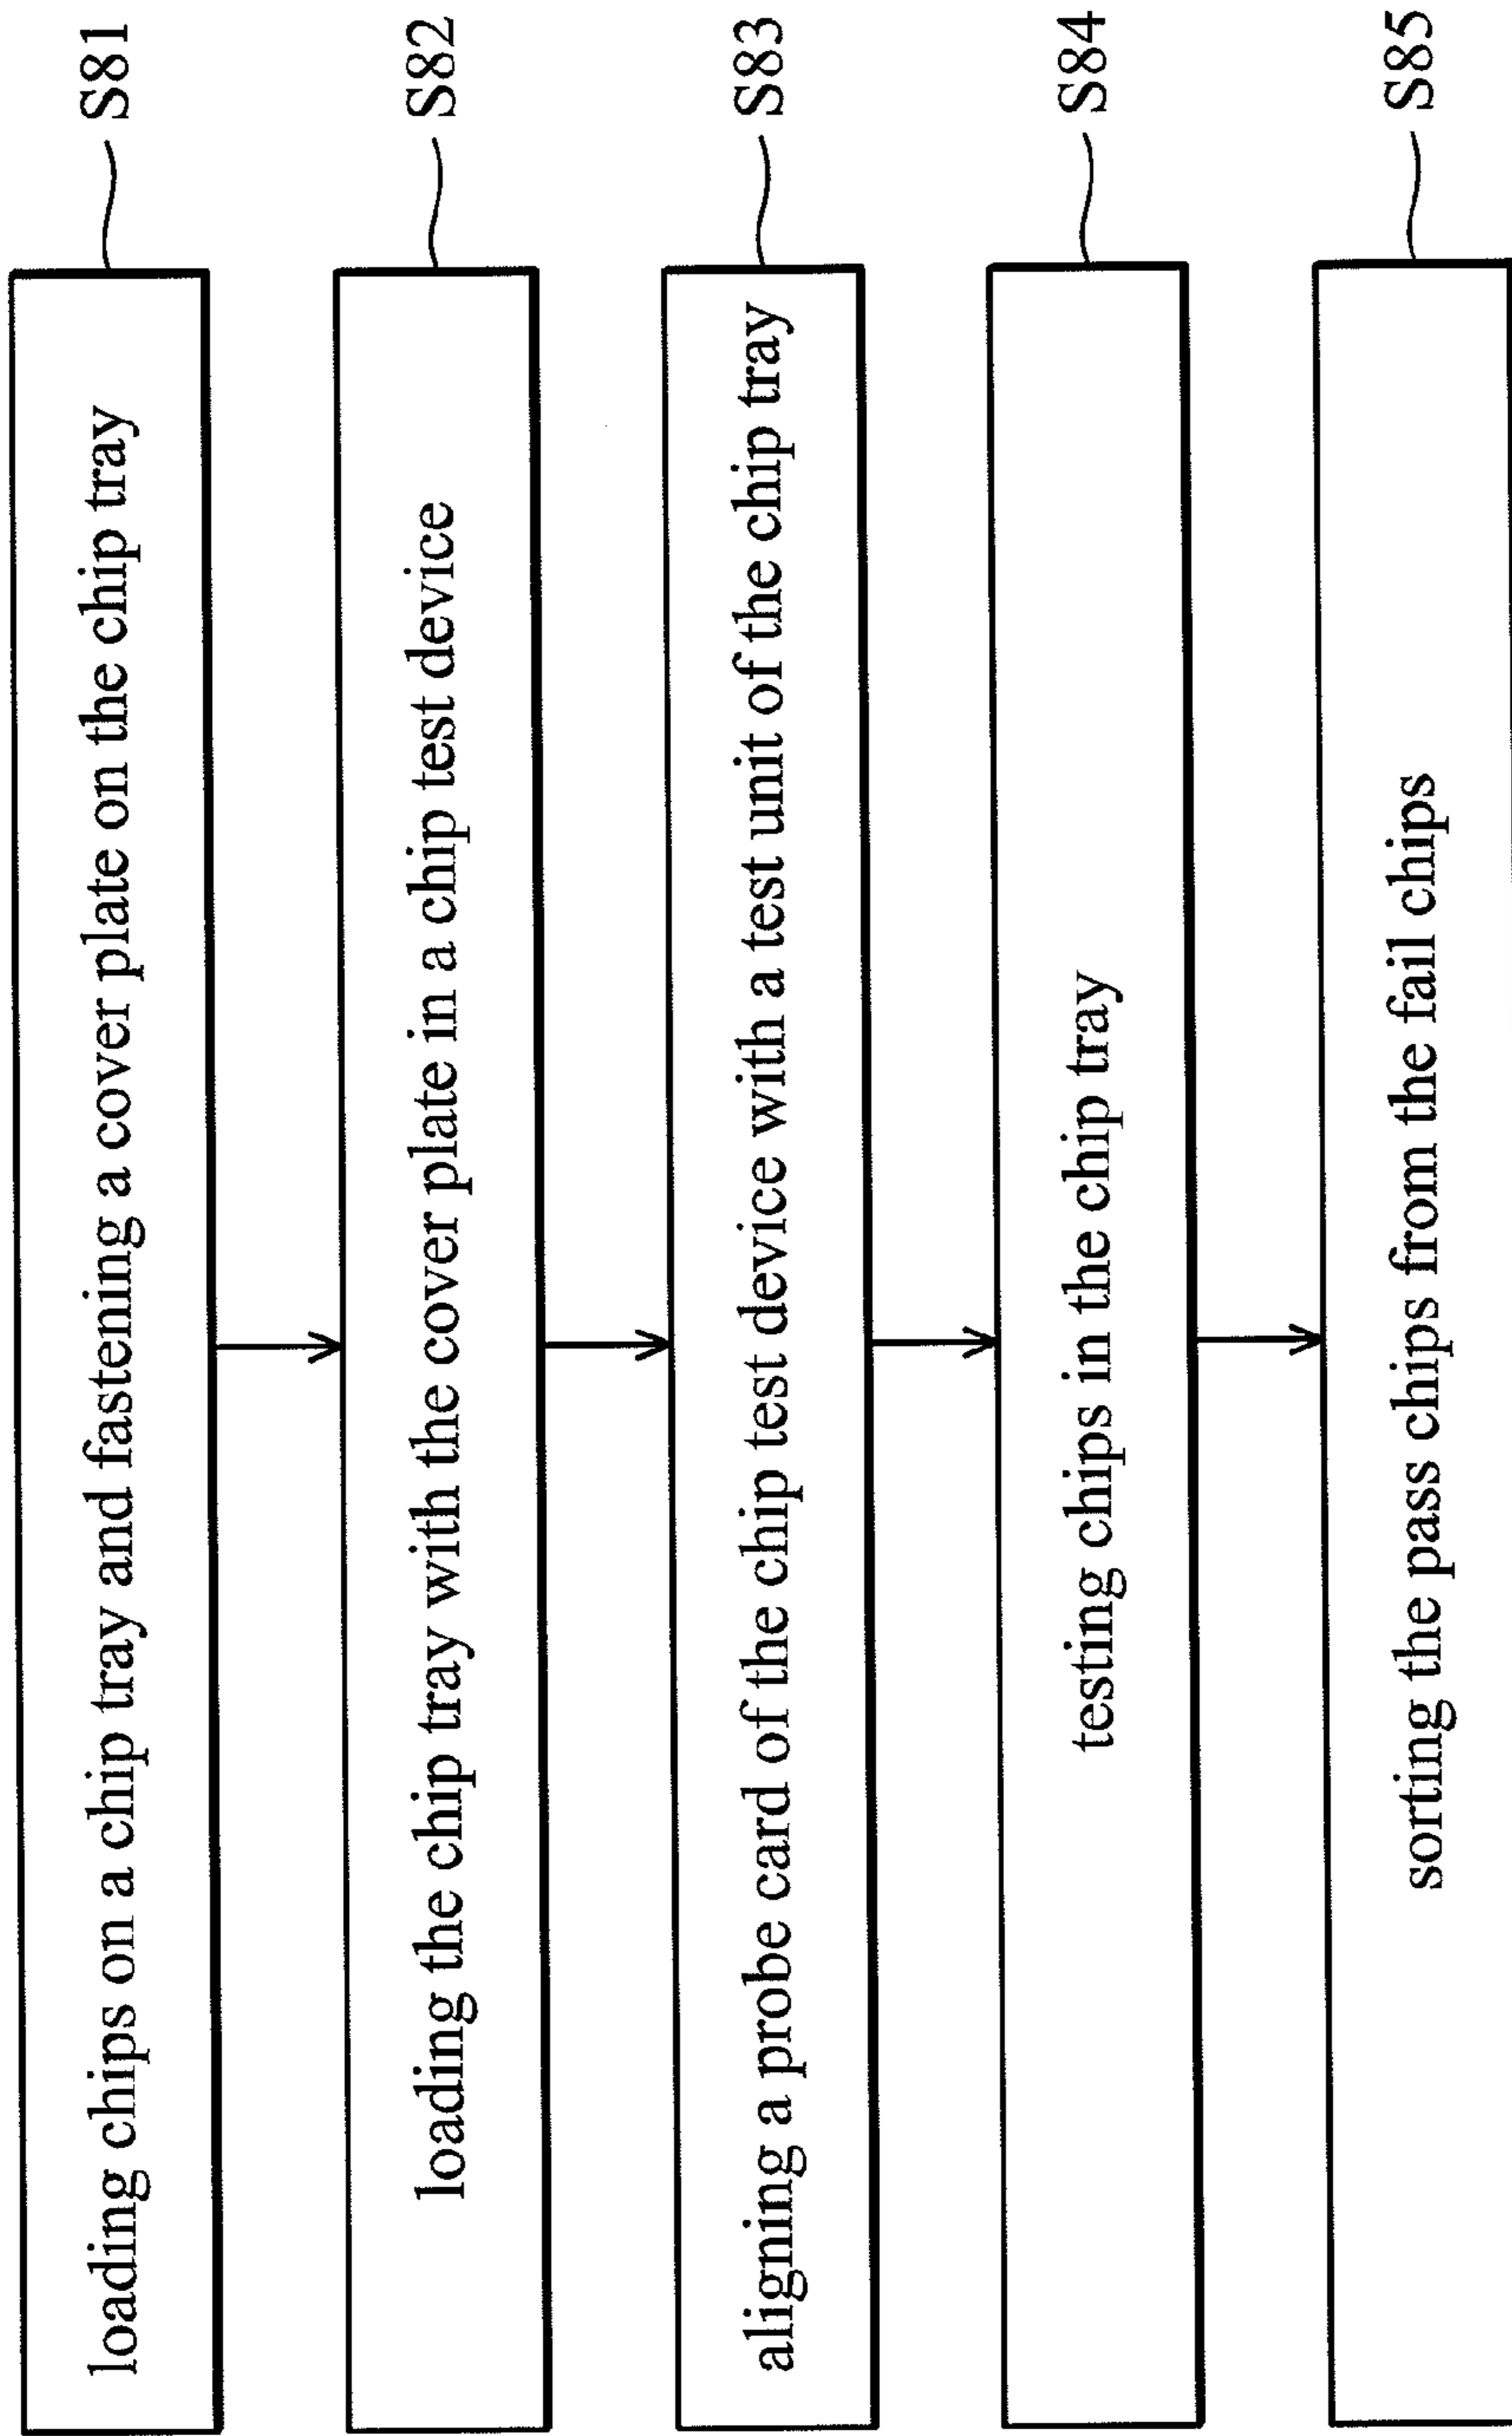 loading chips on a chip tray and fastening a cover plate on the chip tray
S81
loading the chip tray with the cover plate in a chip test device
S82
aligning a probe card of the chip test device with a test unit of the chip tray
S83
testing chips in the chip tray
S84
sorting the pass chips from the fail chips
S85